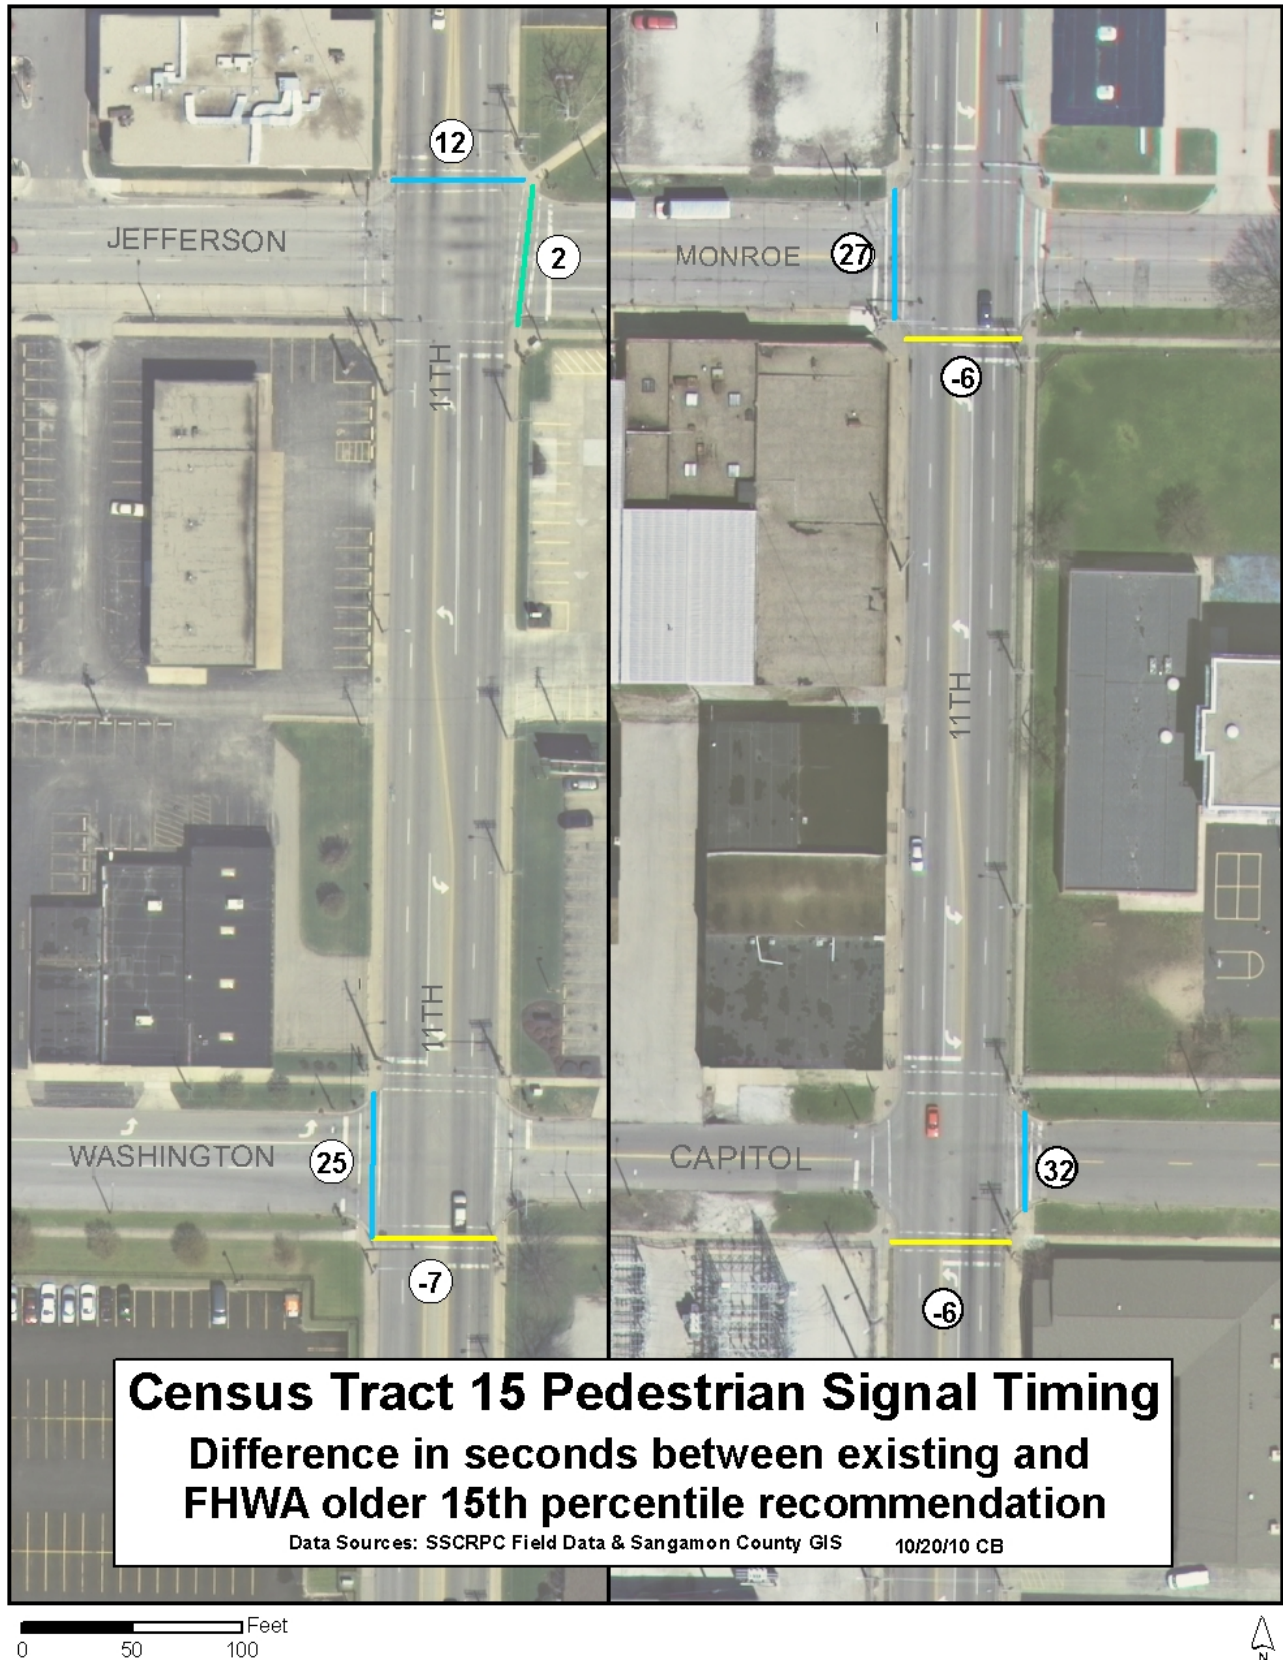 12
JEFFERSON
2
11TH
11TH
WASHINGTON
25
-7
MONROE
27
-6
11TH
CAPITOL
32
-6
Census Tract 15 Pedestrian Signal Timing
Difference in seconds between existing and
FHWA older 15th percentile recommendation
Data Sources: SSCRPC Field Data & Sangamon County GIS 10/20/10 CB
Feet
0 50 100
N